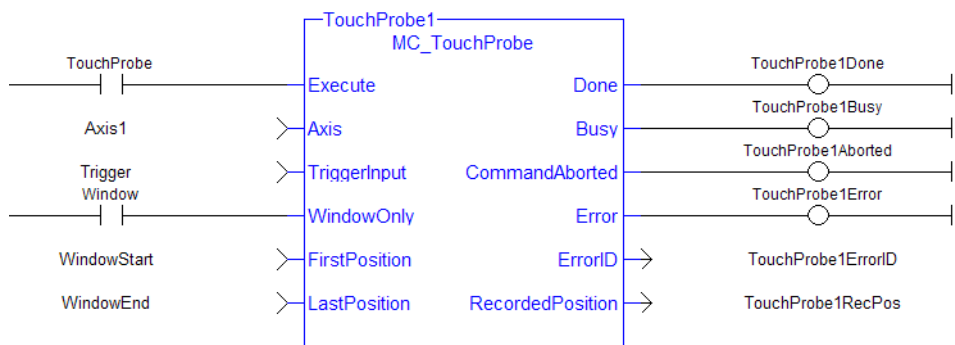 TouchProbe1
MC_TouchProbe
TouchProbe
Execute
Done
TouchProbe1Done
Axis1
Axis
Busy
TouchProbe1Busy
Trigger
TriggerInput
CommandAborted
TouchProbe1Aborted
Window
WindowOnly
Error
TouchProbe1Error
WindowStart
FirstPosition
ErrorID
TouchProbe1ErrorID
WindowEnd
LastPosition
RecordedPosition
TouchProbe1RecPos